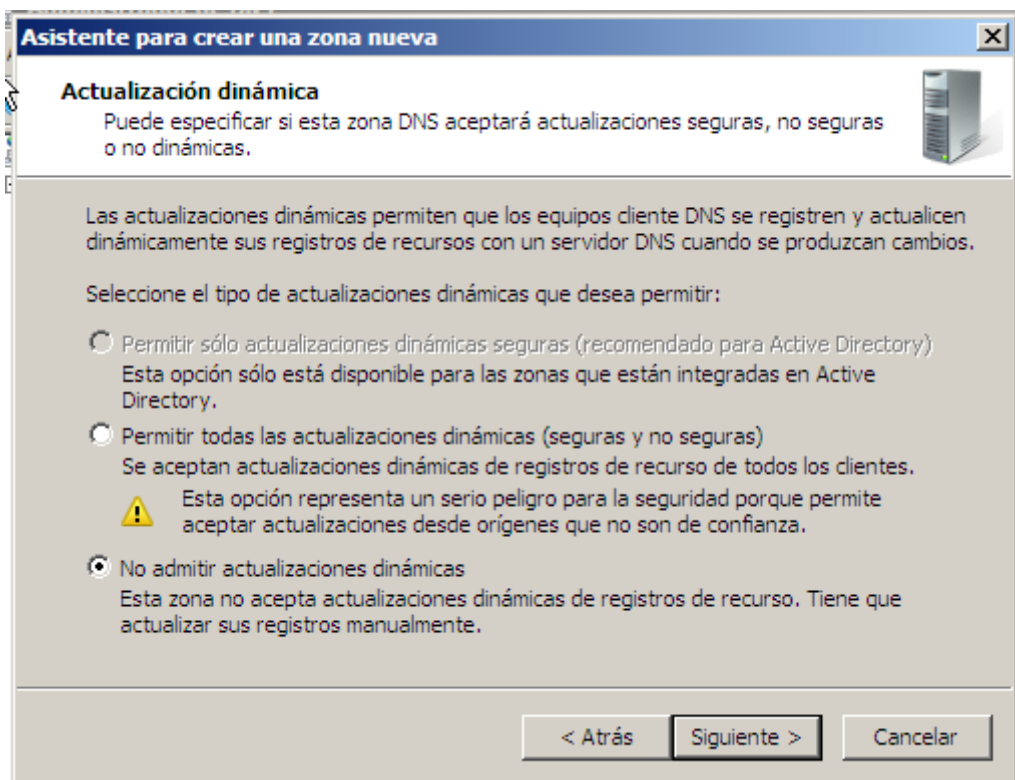 Asistente para crear una zona nueva
Actualización dinámica
Puede especificar si esta zona DNS aceptará actualizaciones seguras, no seguras
o no dinámicas.
Las actualizaciones dinámicas permiten que los equipos cliente DNS se registren y actualicen
dinámicamente sus registros de recursos con un servidor DNS cuando se produzcan cambios.
Seleccione el tipo de actualizaciones dinámicas que desea permitir:
Permitir sólo actualizaciones dinámicas seguras (recomendado para Active Directory)
Esta opción sólo está disponible para las zonas que están integradas en Active
Directory.
Permitir todas las actualizaciones dinámicas (seguras y no seguras)
Se aceptan actualizaciones dinámicas de registros de recurso de todos los clientes.
Esta opción representa un serio peligro para la seguridad porque permite
aceptar actualizaciones desde orígenes que no son de confianza.
No admitir actualizaciones dinámicas
Esta zona no acepta actualizaciones dinámicas de registros de recurso. Tiene que
actualizar sus registros manualmente.
< Atrás
Siguiente >
Cancelar